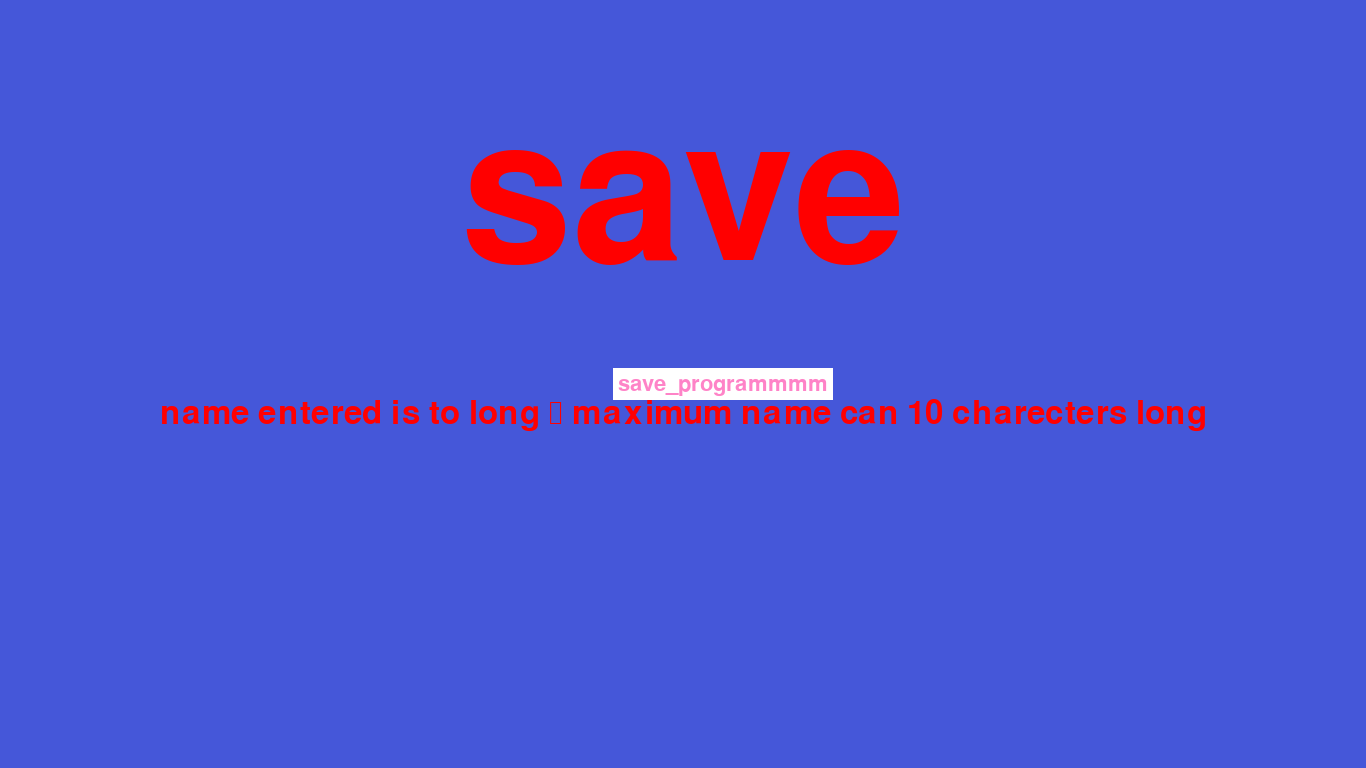 save
save_programmmm
name entered is to long ▯ maximum name can 10 charecters long